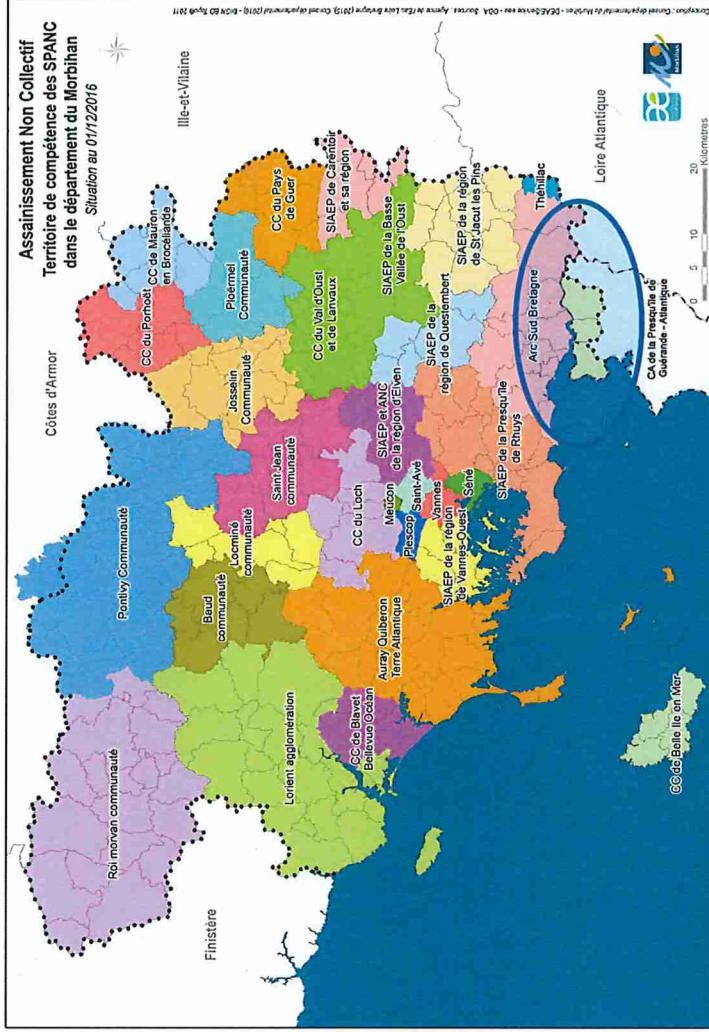 Assainissement Non Collectif
Territoire de compétence des SPANC
dans le département du Morbihan
Situation au 01/12/2016
Côtes d'Armor
Ille-et-Vilaine
Finistère
Loire Atlantique
Roi morvan communauté
Pontivy Communauté
CC du Porhoët
CC de Mauron
en Brocéliande
Ploërmel
Communauté
CC du Pays
de Guer
Josselin
Communauté
SIAEP de Carentoir
et sa région
Lorient agglomération
Baud
communauté
Locminé
communauté
Saint Jean
communauté
CC du Val d'Oust
et de Lanvaux
SIAEP de la Basse
Vallée de l'Oust
CC de Blavet
Bellevue Océan
Auray Quiberon
Terre Atlantique
CC du Loch
Meucon
Plescop
Saint-Avé
Vannes
Séné
SIAEP et ANC
de la région d'Elven
SIAEP de la
région de Questembert
SIAEP de la région
de St Jacut les Pins
SIAEP de la région
de Vannes-Ouest
SIAEP de la Presqu'île
de Rhuys
Arc Sud Bretagne
Théhillac
CA de la Presqu'île de
Guérande - Atlantique
CC de Belle Ile en Mer
0 5 10 20
Kilomètres
Morbihan